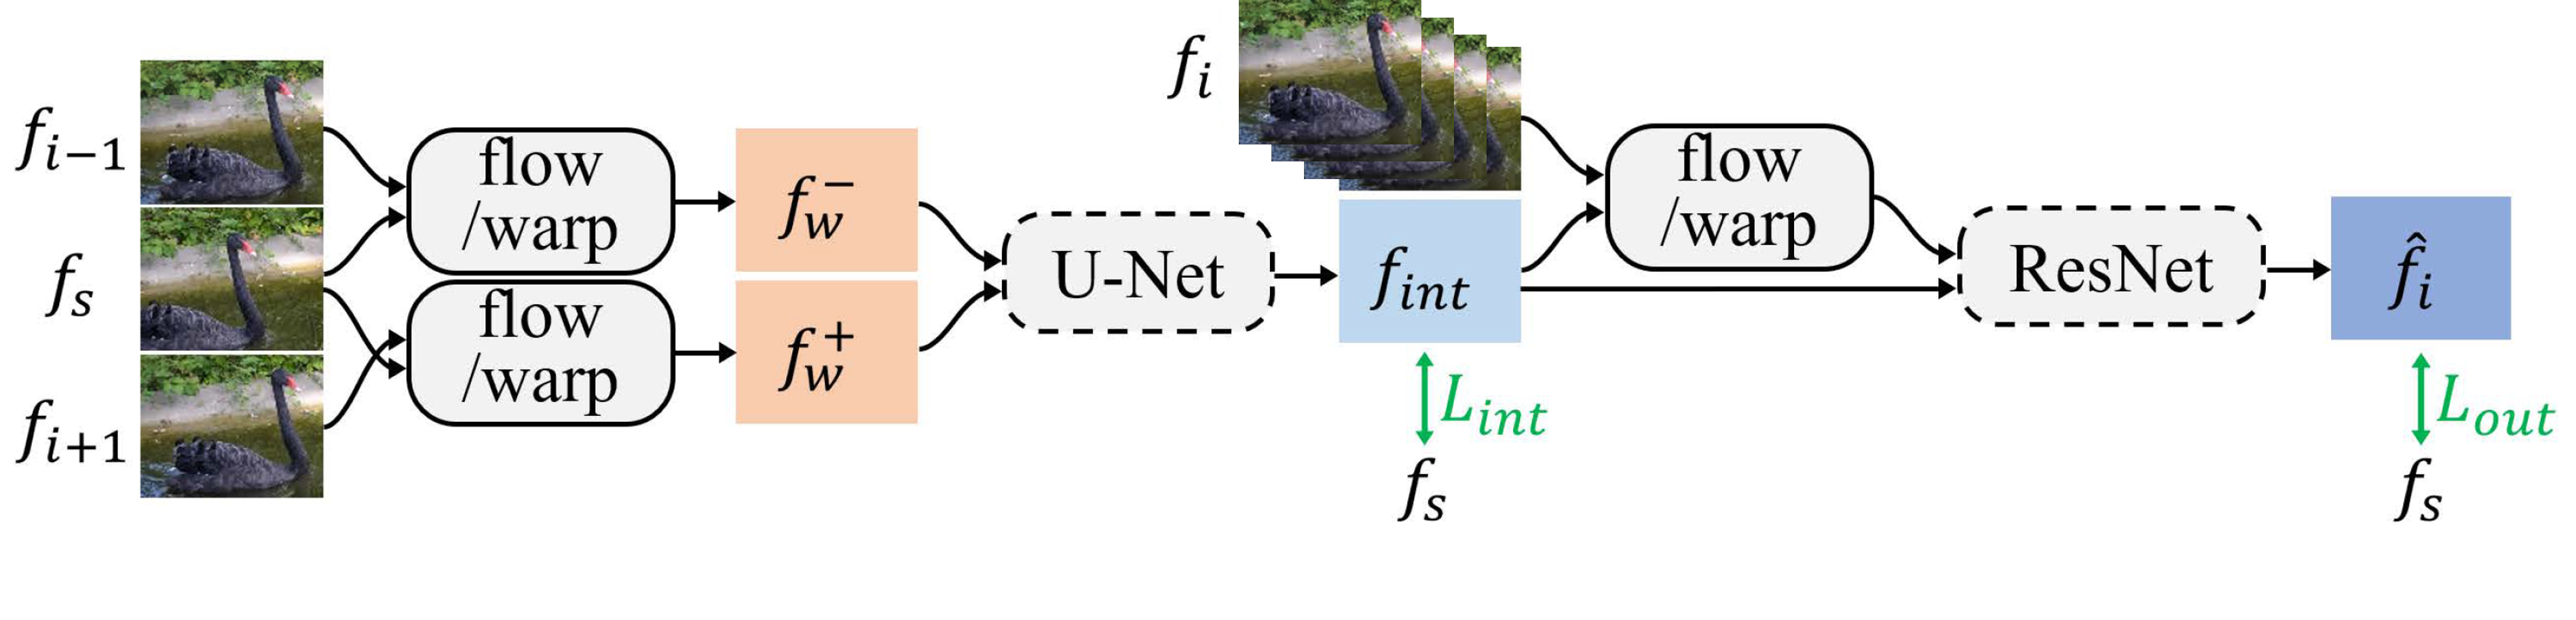 f_{i-1}
f_s
f_{i+1}
flow
/warp
flow
/warp
f_w^-
f_w^+
U-Net
f_i
f_{int}
L_{int}
f_s
flow
/warp
ResNet
\hat{f}_i
L_{out}
f_s